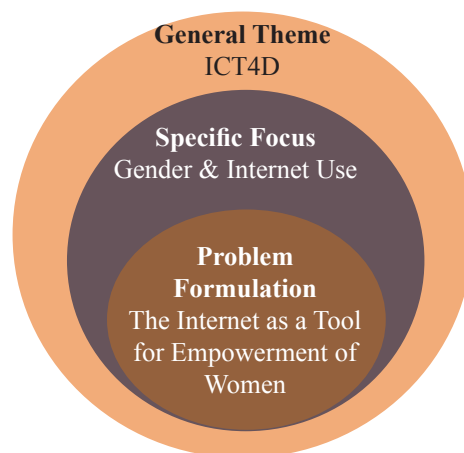 General Theme
ICT4D
Specific Focus
Gender & Internet Use
Problem
Formulation
The Internet as a Tool
for Empowerment of
Women